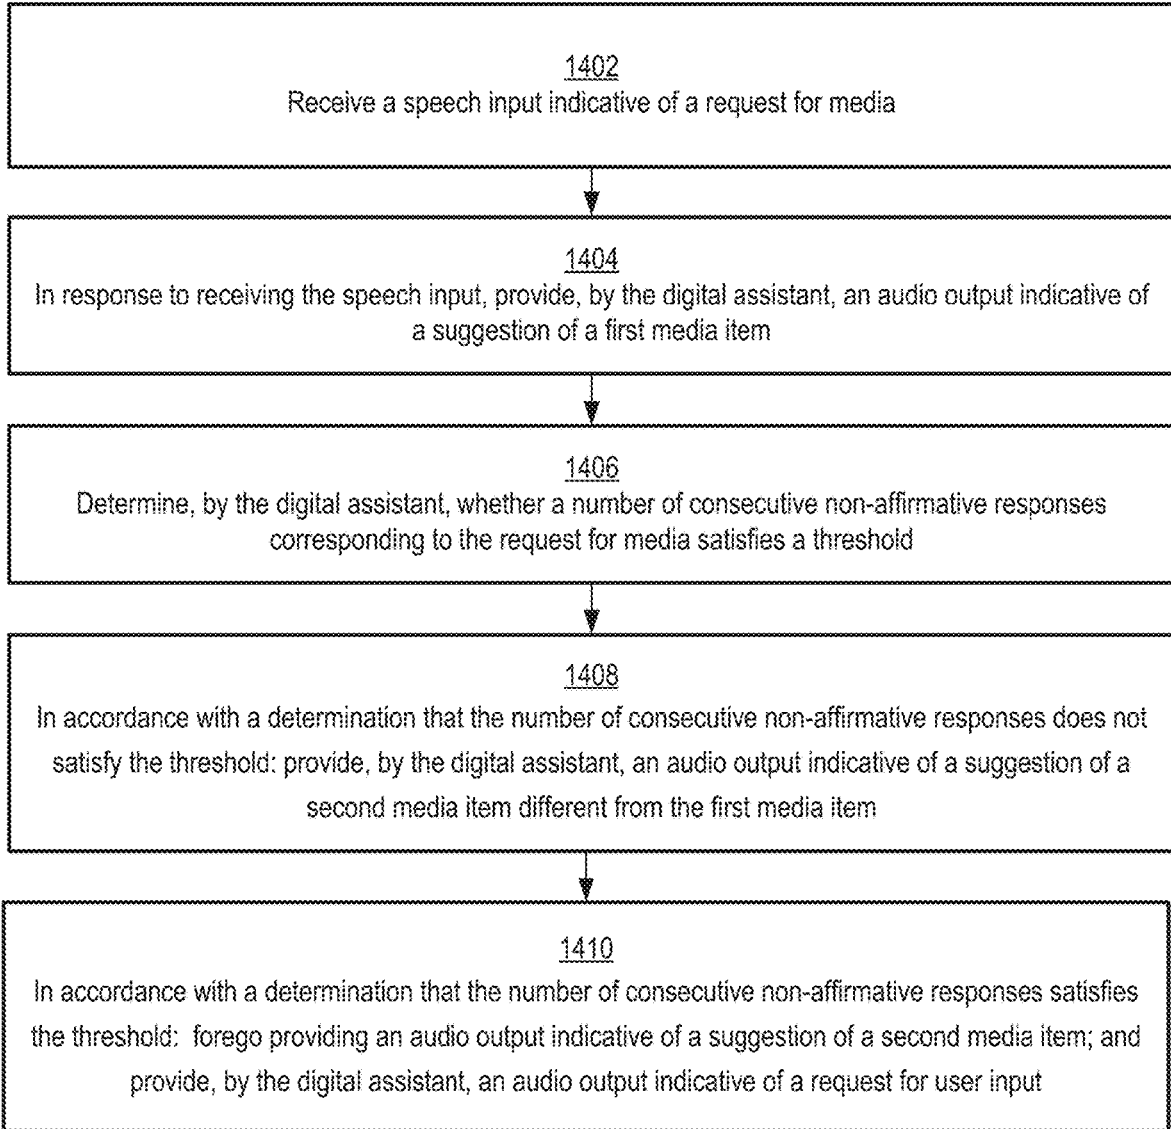 1402
Receive a speech input indicative of a request for media
1404
In response to receiving the speech input, provide, by the digital assistant, an audio output indicative of
a suggestion of a first media item
1406
Determine, by the digital assistant, whether a number of consecutive non-affirmative responses
corresponding to the request for media satisfies a threshold
1408
In accordance with a determination that the number of consecutive non-affirmative responses does not
satisfy the threshold: provide, by the digital assistant, an audio output indicative of a suggestion of a
second media item different from the first media item
1410
In accordance with a determination that the number of consecutive non-affirmative responses satisfies
the threshold: forego providing an audio output indicative of a suggestion of a second media item; and
provide, by the digital assistant, an audio output indicative of a request for user input